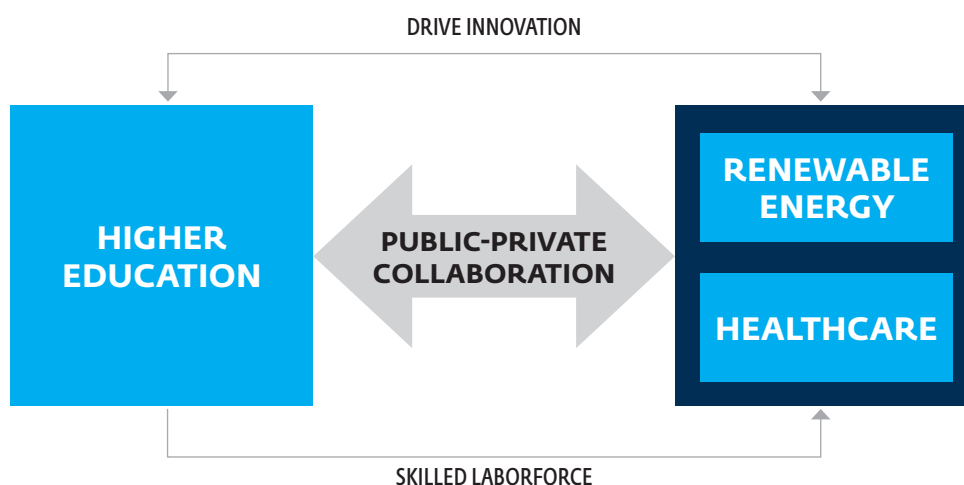 DRIVE INNOVATION
HIGHER
EDUCATION
PUBLIC-PRIVATE
COLLABORATION
RENEWABLE
ENERGY
HEALTHCARE
SKILLED LABORFORCE